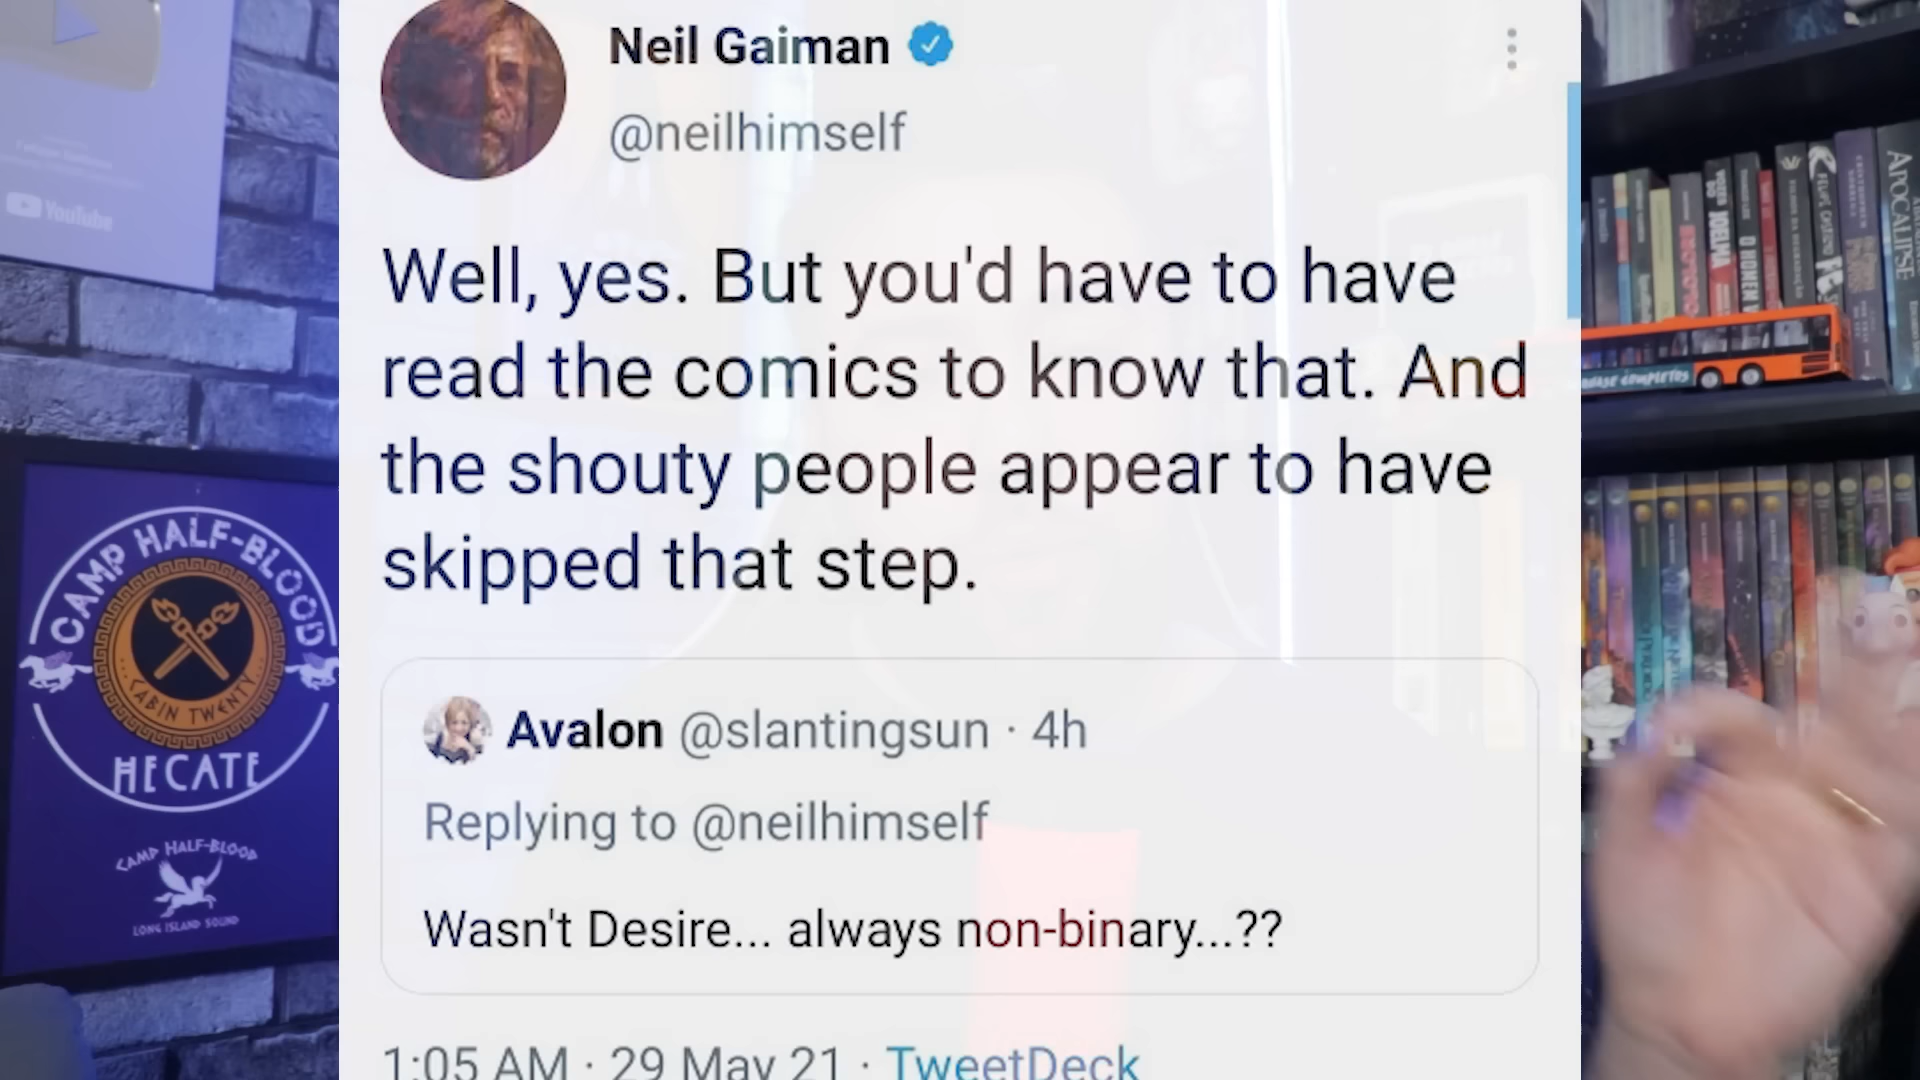 Neil Gaiman
@neilhimself
Well, yes. But you'd have to have
read the comics to know that. And
the shouty people appear to have
skipped that step.
Avalon @slantingsun · 4h
Replying to @neilhimself
Wasn't Desire... always non-binary...??
1:05 AM · 29 May 21 · TweetDeck
YouTube
CAMP HALF-BLOOD
CABIN TWENTY
HECATE
CAMP HALF-BLOOD
LONG ISLAND SOUND
APOCALIPSE